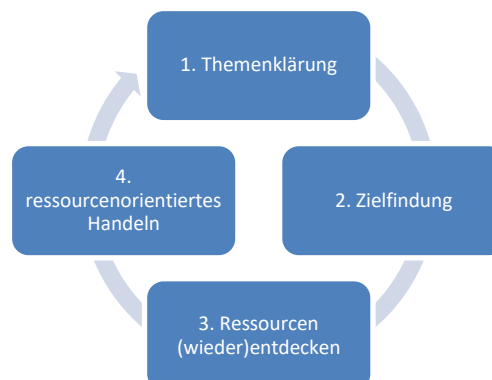 1. Themenklärung
2. Zielfindung
3. Ressourcen
(wieder)entdecken
4.
ressourcenorientiertes
Handeln